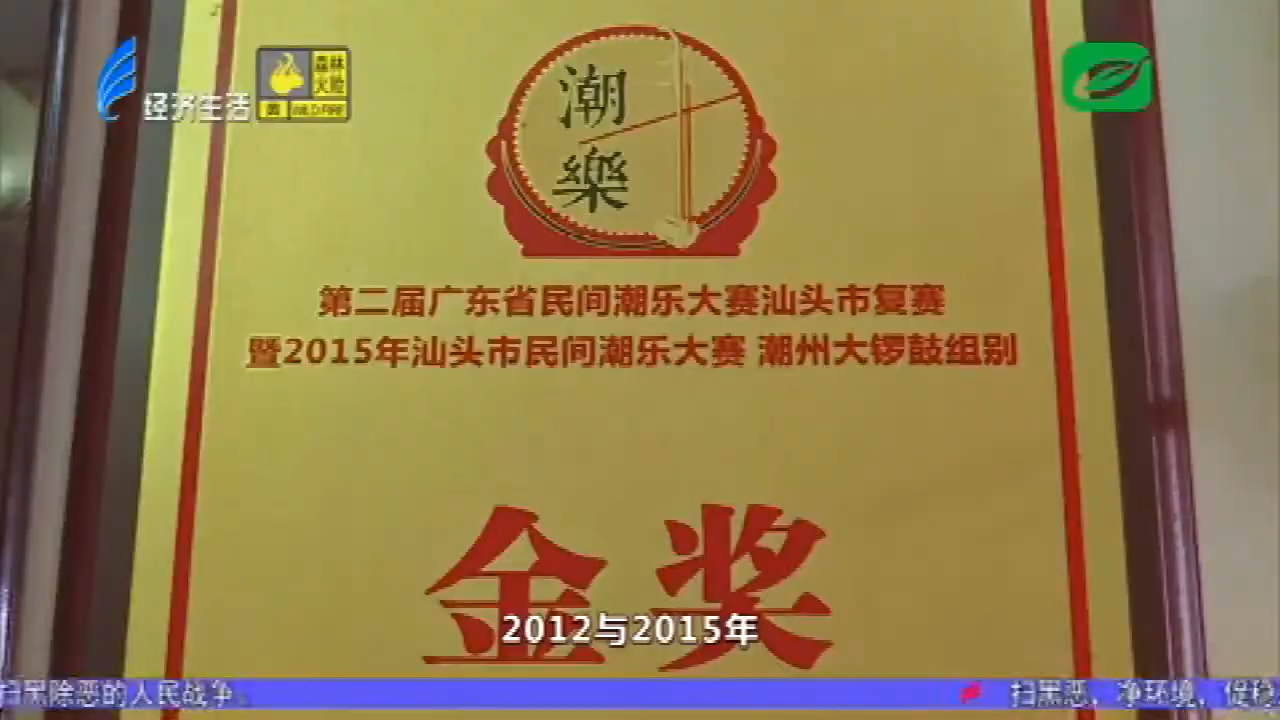 经济生活
森林
火险
黄 WILD FIRE
潮
樂
第二届广东省民间潮乐大赛汕头市复赛
暨2015年汕头市民间潮乐大赛 潮州大锣鼓组别
金奖
2012与2015年
扫黑除恶的人民战争。
扫黑恶，净环境，促稳